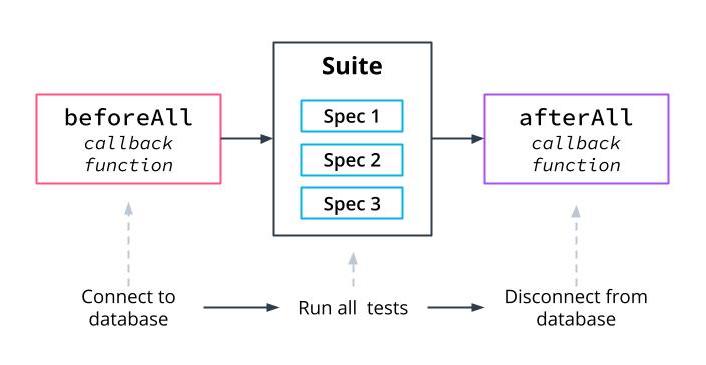 Suite
beforeAll
callback
function
Spec 1
Spec 2
Spec 3
afterAll
callback
function
Connect to
database
Run all tests
Disconnect from
database